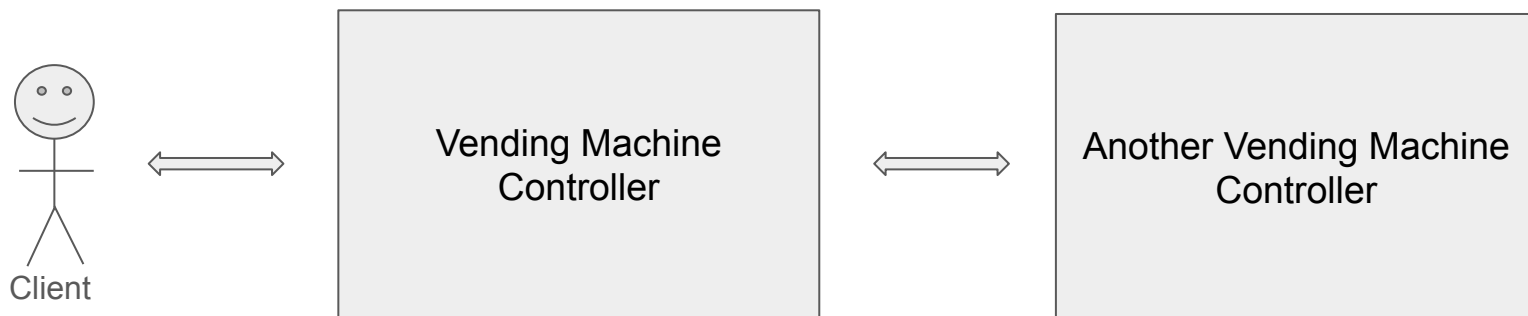 Client
Vending Machine
Controller
Another Vending Machine
Controller